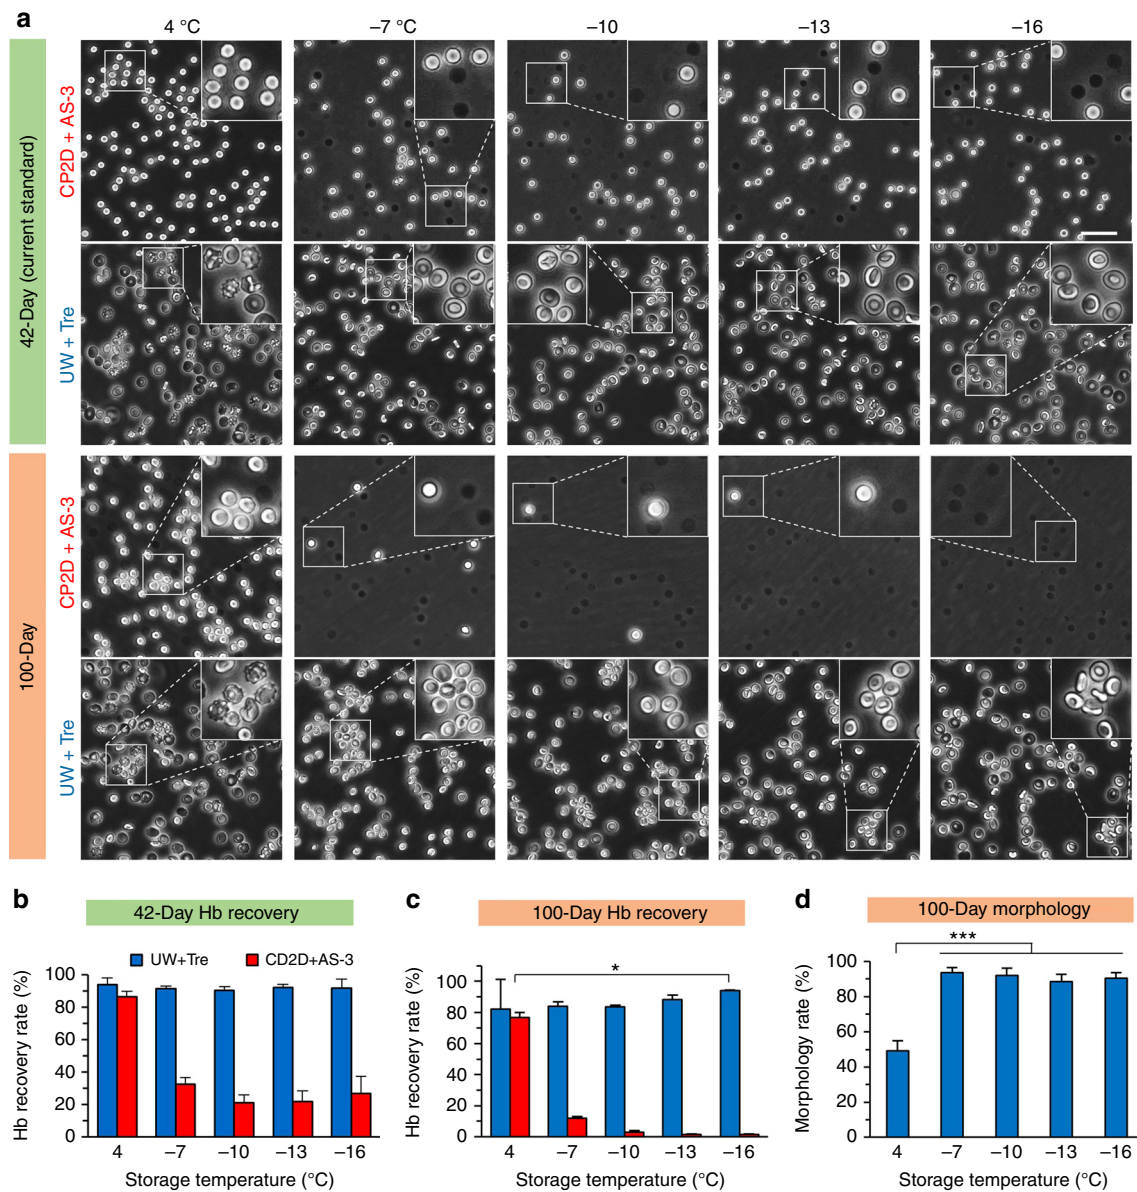 a
4 °C
–7 °C
–10
–13
–16
42-Day (current standard)
CP2D + AS-3
UW + Tre
100-Day
CP2D + AS-3
UW + Tre
b
42-Day Hb recovery
UW+Tre
CD2D+AS-3
Hb recovery rate (%)
100
80
60
40
20
0
4
–7
–10
–13
–16
Storage temperature (°C)
c
100-Day Hb recovery
*
Hb recovery rate (%)
100
80
60
40
20
0
4
–7
–10
–13
–16
Storage temperature (°C)
d
100-Day morphology
***
Morphology rate (%)
100
80
60
40
20
0
4
–7
–10
–13
–16
Storage temperature (°C)